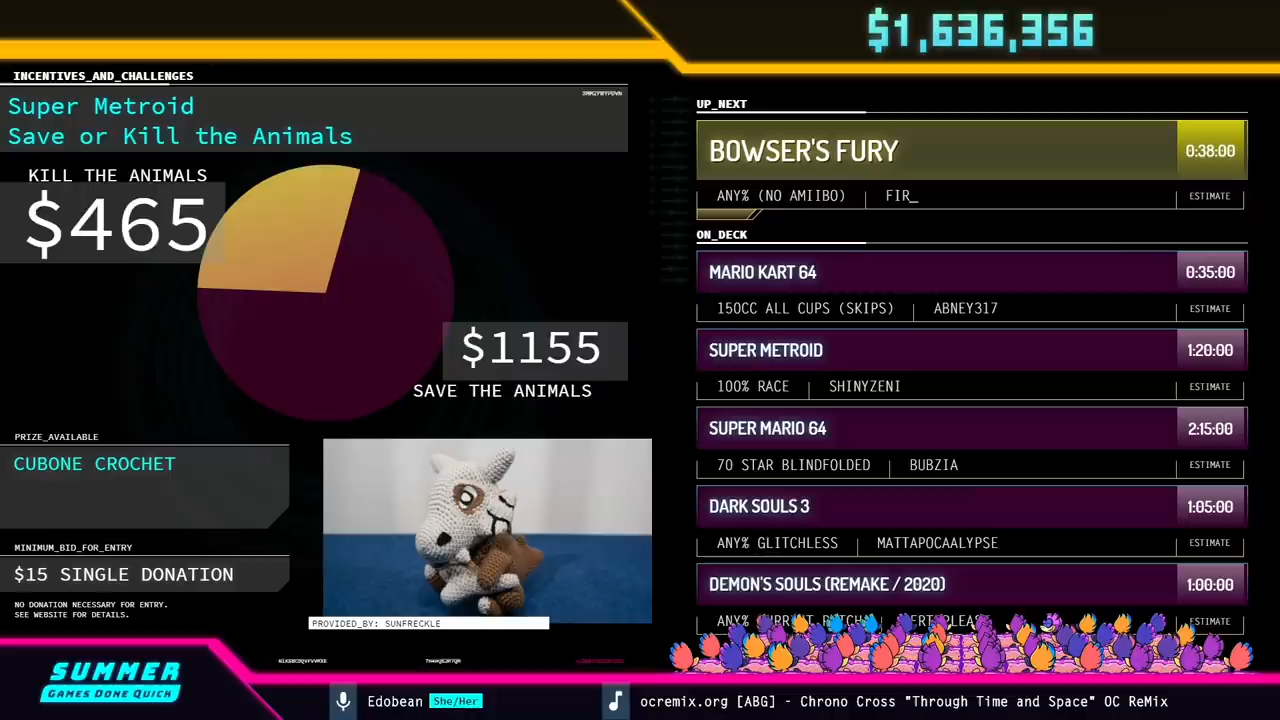 $1,636,356
INCENTIVES_AND_CHALLENGES
Super Metroid
Save or Kill the Animals
KILL THE ANIMALS
$465
$1155
SAVE THE ANIMALS
PRIZE_AVAILABLE
CUBONE CROCHET
MINIMUM_BID_FOR_ENTRY
$15 SINGLE DONATION
NO DONATION NECESSARY FOR ENTRY.
SEE WEBSITE FOR DETAILS.
PROVIDED_BY: SUNFRECKLE
UP_NEXT
BOWSER'S FURY 0:38:00
ANY% (NO AMIIBO) FIR_ ESTIMATE
ON_DECK
MARIO KART 64 0:35:00
150CC ALL CUPS (SKIPS) ABNEY317 ESTIMATE
SUPER METROID 1:20:00
100% RACE SHINYZENI ESTIMATE
SUPER MARIO 64 2:15:00
70 STAR BLINDFOLDED BUBZIA ESTIMATE
DARK SOULS 3 1:05:00
ANY% GLITCHLESS MATTAPOCAALYPSE ESTIMATE
DEMON'S SOULS (REMAKE / 2020) 1:00:00
ANY% ESTIMATE
SUMMER
GAMES DONE QUICK
Edobean She/Her
ocremix.org [ABG] - Chrono Cross "Through Time and Space" OC ReMix